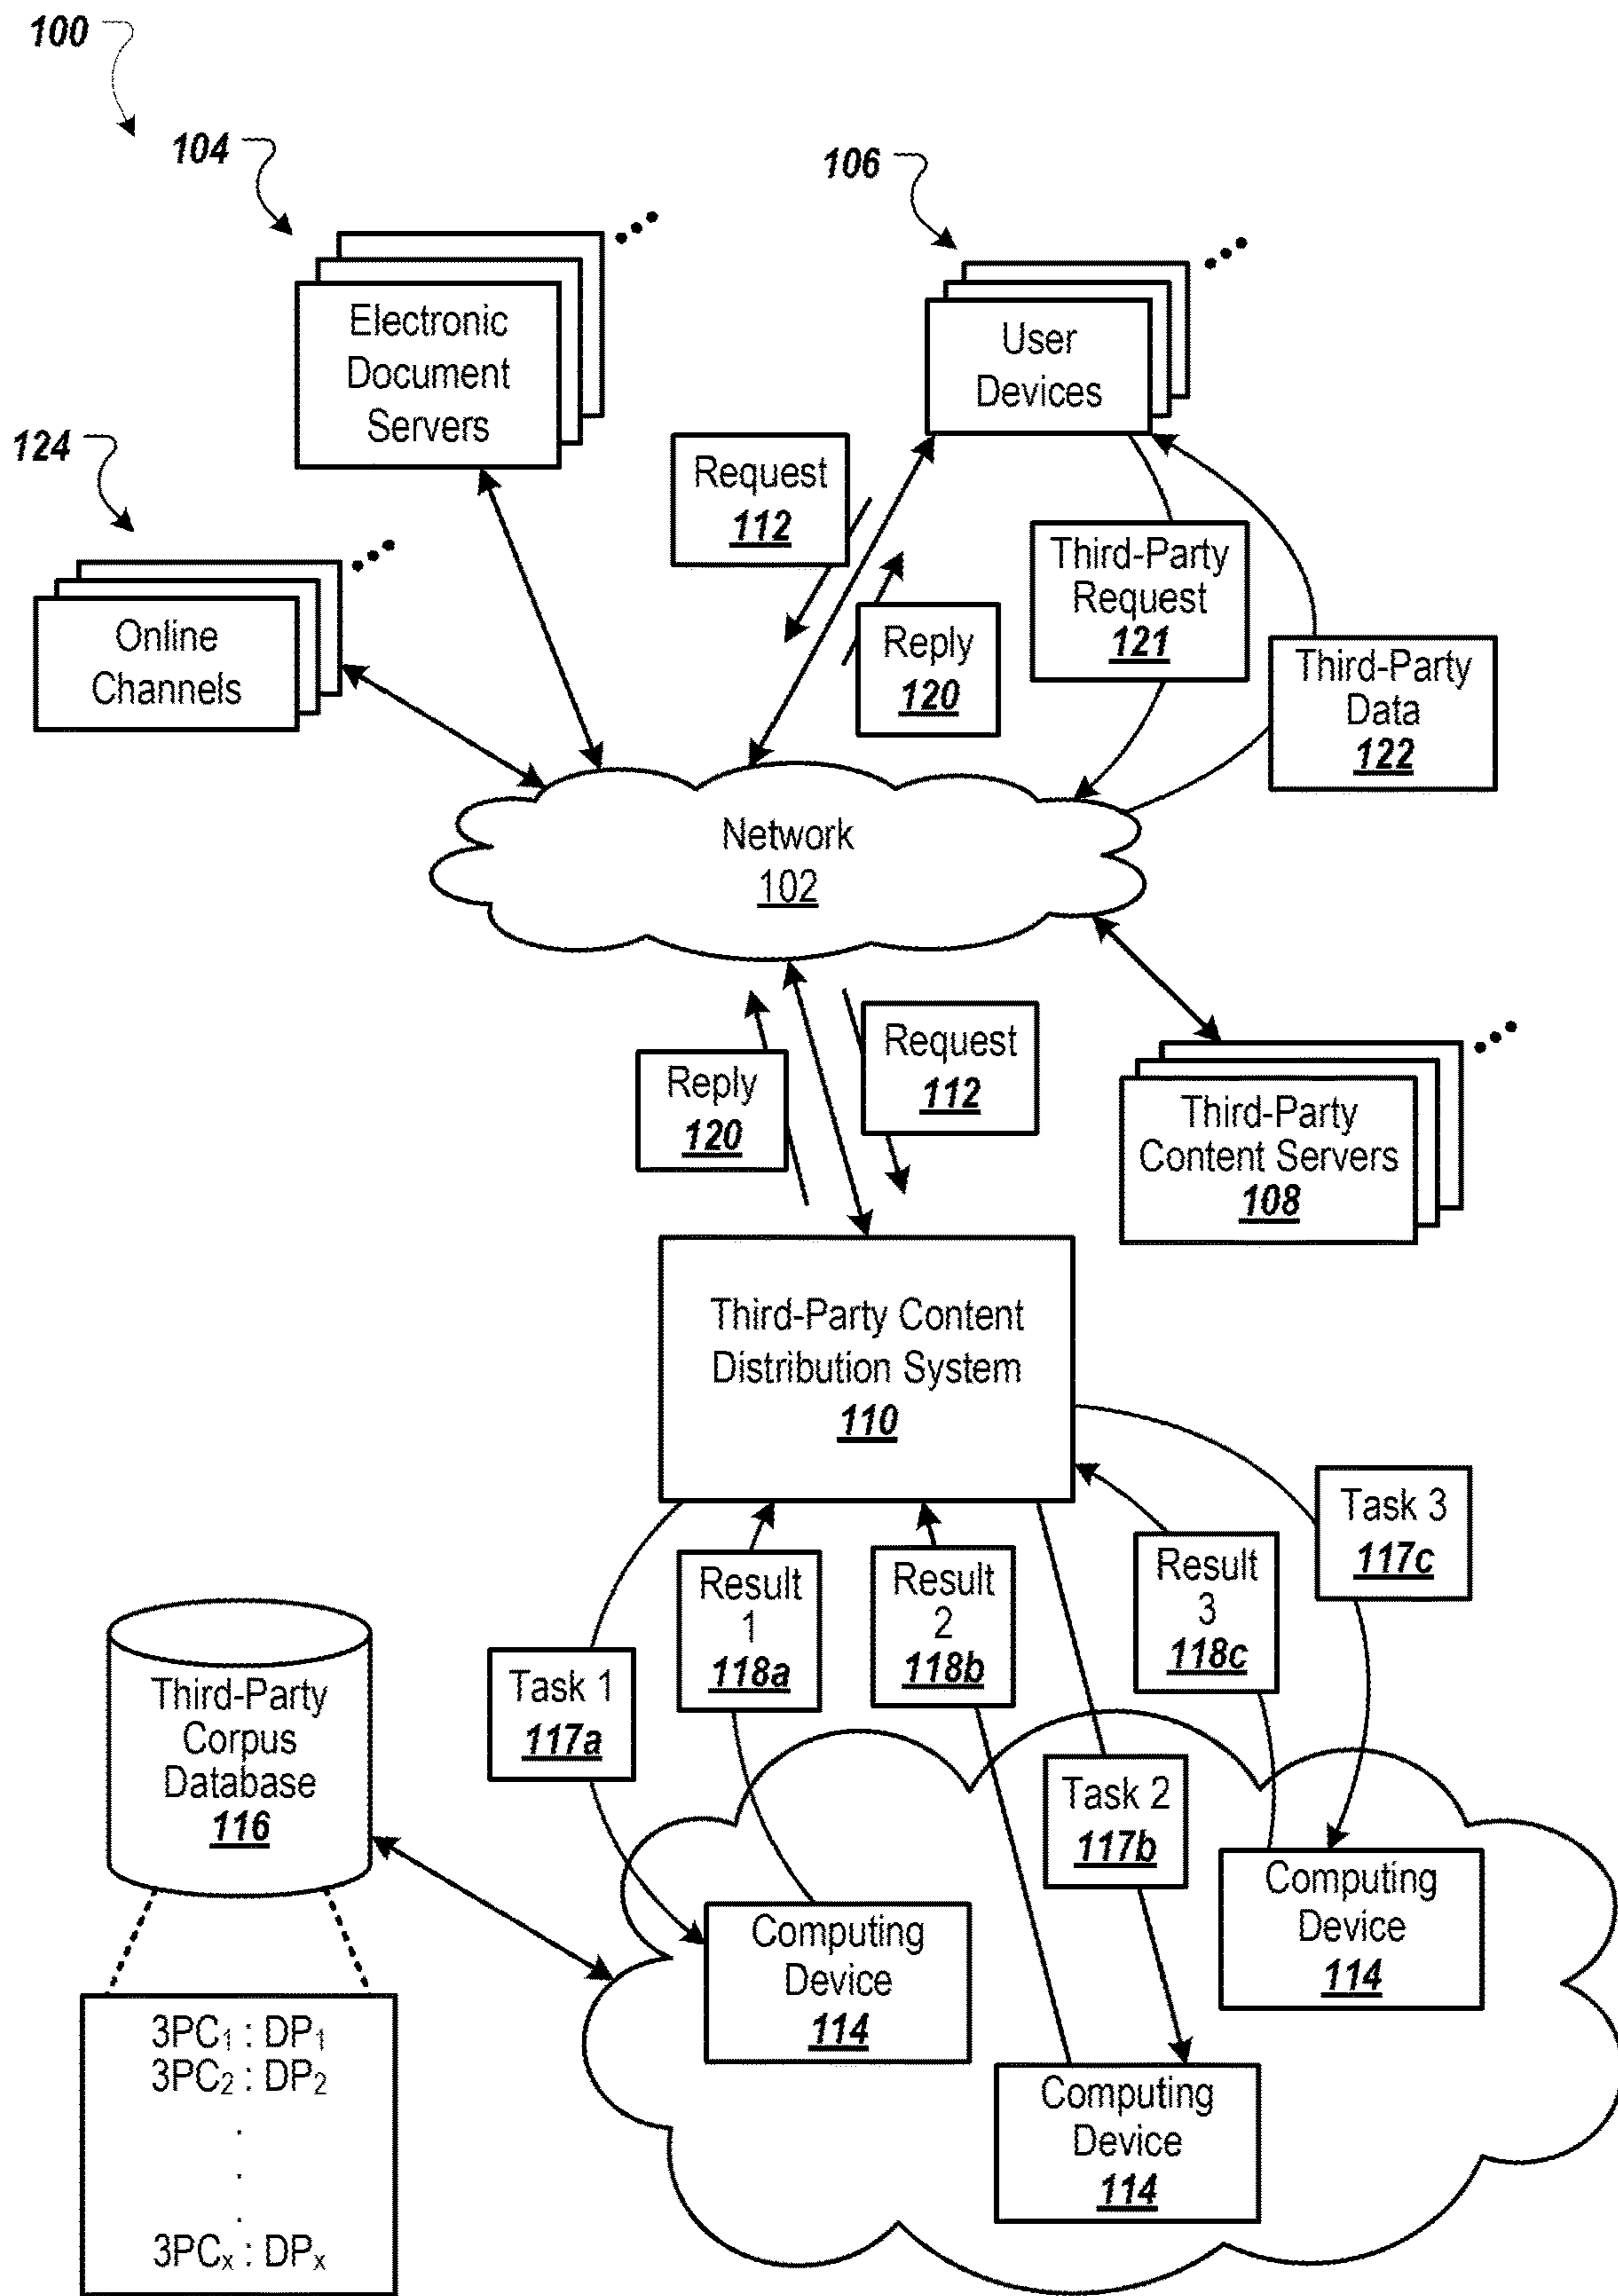 100
104
106
Electronic
Document
Servers
User
Devices
124
Request
112
Third-Party
Request
121
Online
Channels
Reply
120
Third-Party
Data
122
Network
102
Reply
120
Request
112
Third-Party
Content Servers
108
Third-Party Content
Distribution System
110
Task 3
117c
Result
1
118a
Result
2
118b
Result
3
118c
Task 1
117a
Third-Party
Corpus
Database
116
Task 2
117b
Computing
Device
114
Computing
Device
114
Computing
Device
114
3PC₁ : DP₁
3PC₂ : DP₂
.
.
.
3PCₓ : DPₓ